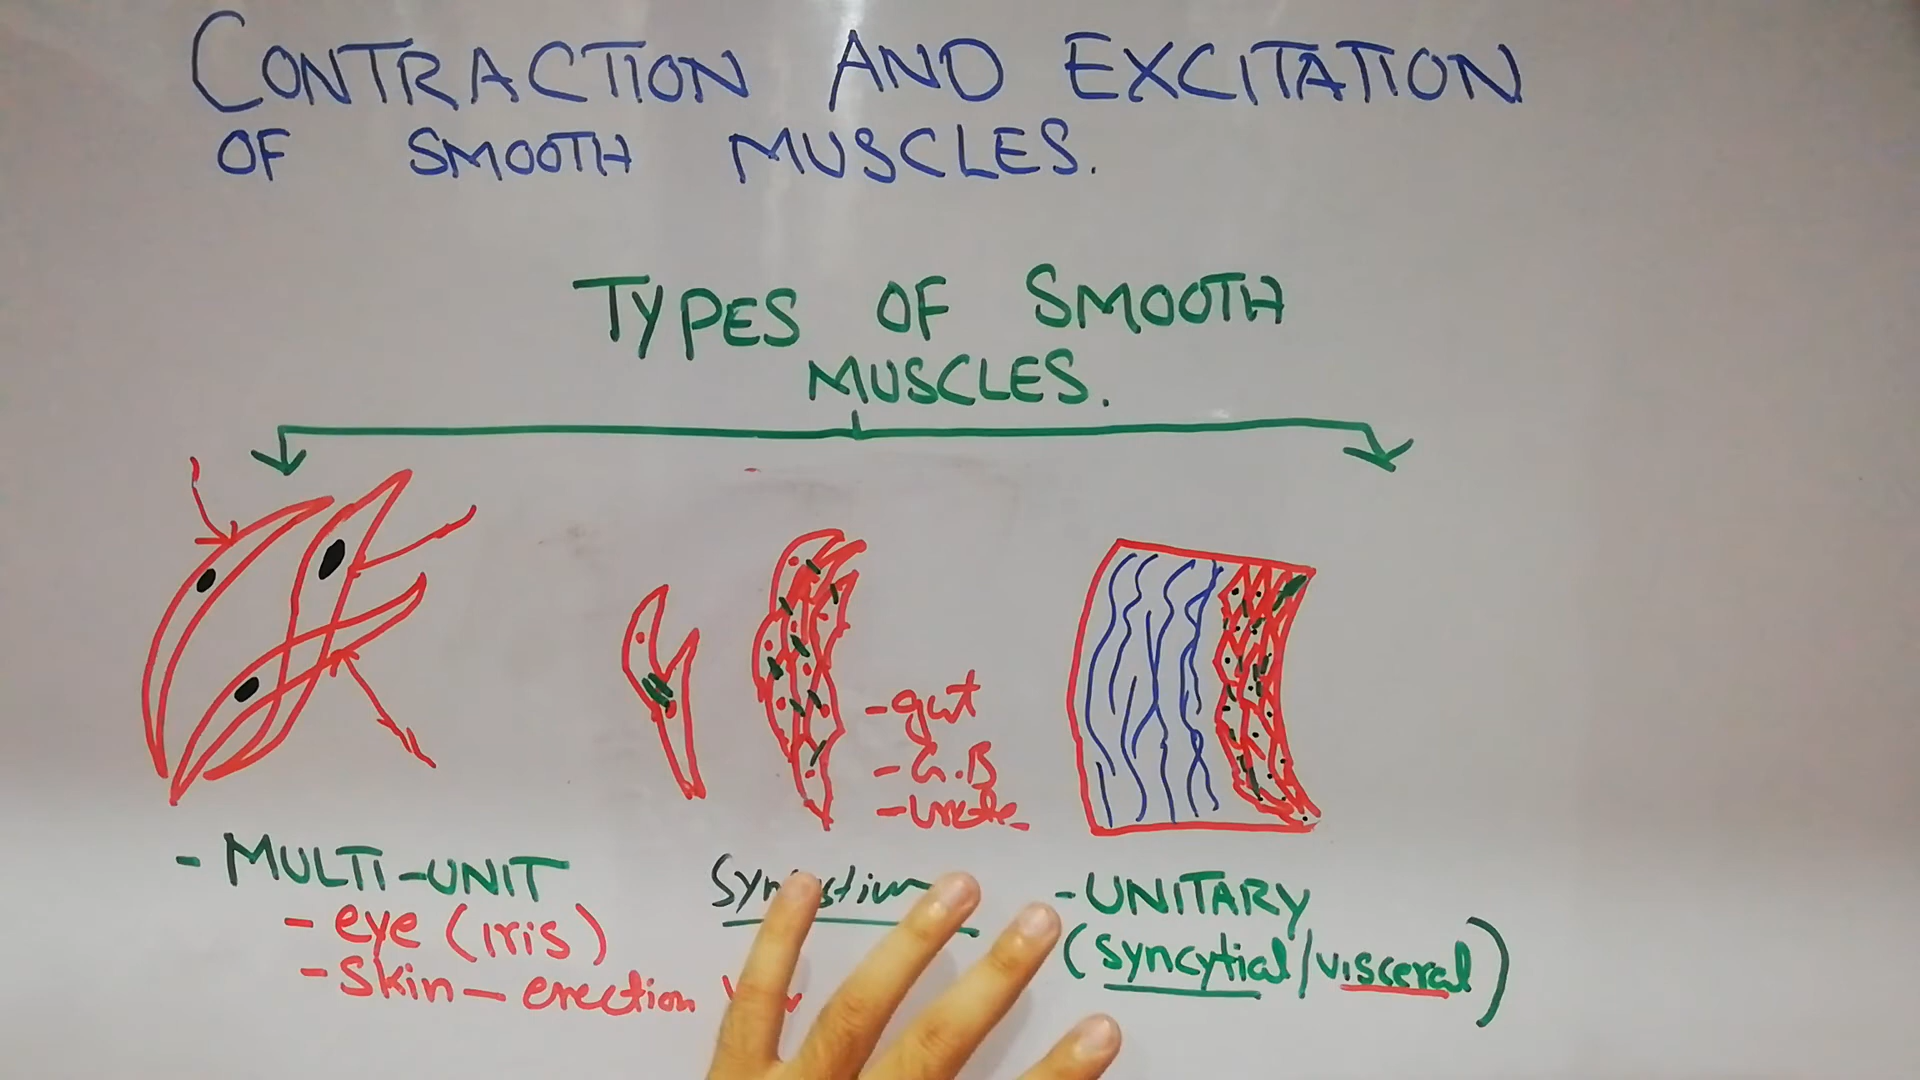 CONTRACTION AND EXCITATION
OF SMOOTH MUSCLES.
TYPES OF SMOOTH
MUSCLES.
- gut
- G.B
- MULTI-UNIT
- eye (iris)
- skin - erection
- UNITARY
(syncytial/visceral)